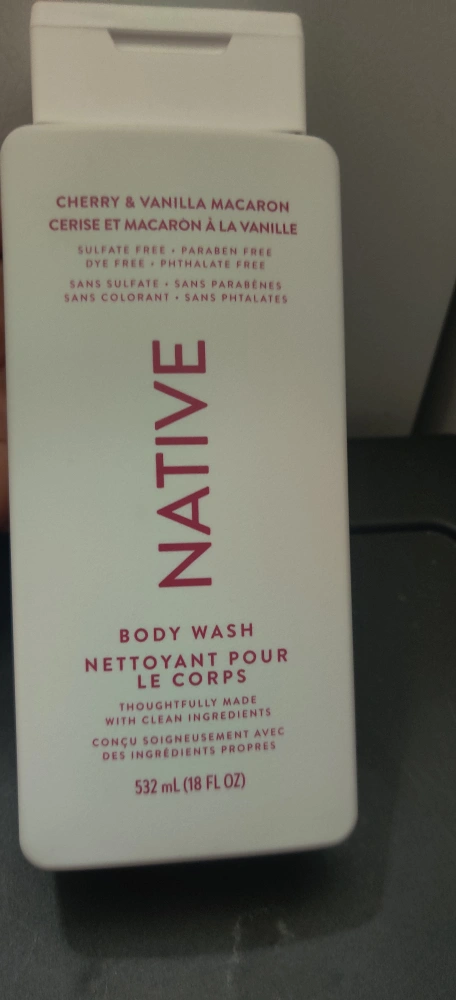 CHERRY & VANILLA MACARON
CERISE ET MACARON À LA VANILLE
SULFATE FREE • PARABEN FREE
DYE FREE • PHTHALATE FREE
SANS SULFATE • SANS PARABÈNES
SANS COLORANT • SANS PHTALATES
NATIVE
BODY WASH
NETTOYANT POUR
LE CORPS
THOUGHTFULLY MADE
WITH CLEAN INGREDIENTS
CONÇU SOIGNEUSEMENT AVEC
DES INGRÉDIENTS PROPRES
532 mL (18 FL OZ)